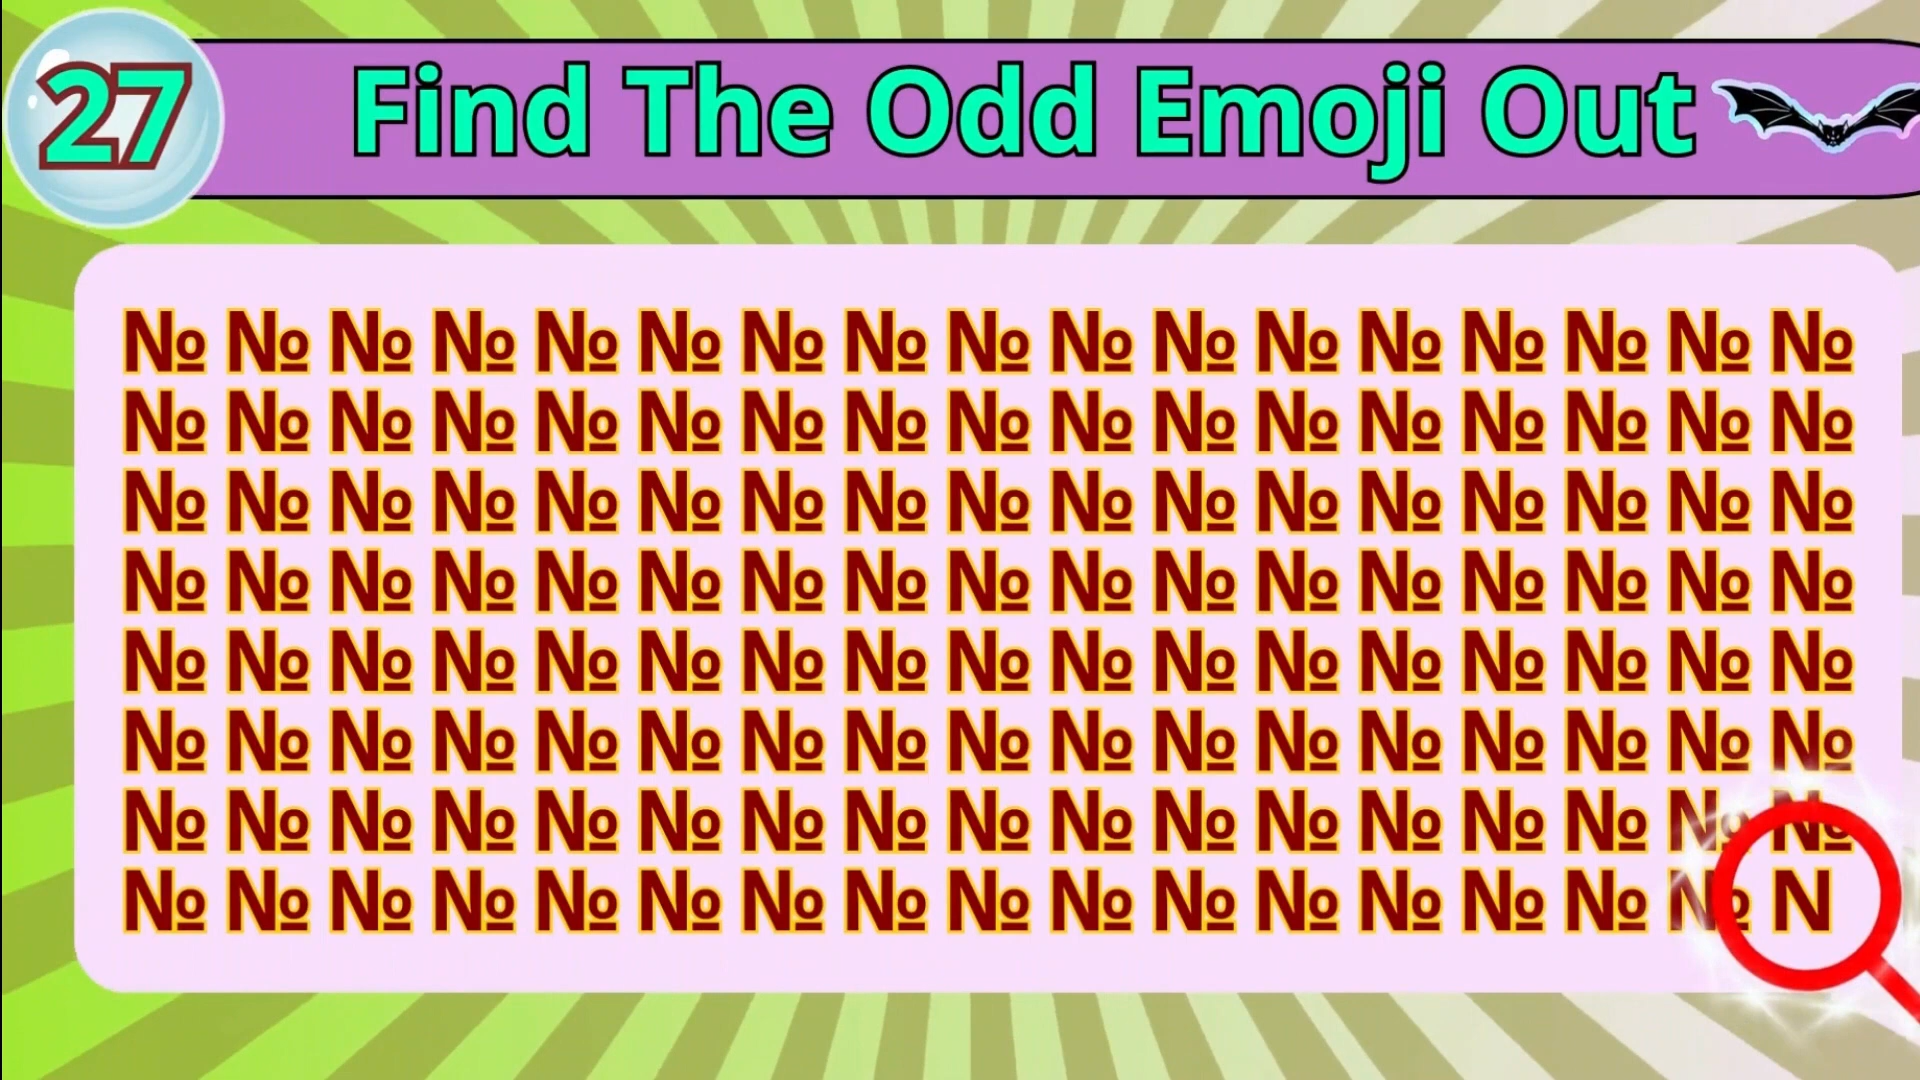 27
Find The Odd Emoji Out
№ № № № № № № № № № № № № № № № №
№ № № № № № № № № № № № № № № № №
№ № № № № № № № № № № № № № № № №
№ № № № № № № № № № № № № № № № №
№ № № № № № № № № № № № № № № № №
№ № № № № № № № № № № № № № № № №
№ № № № № № № № № № № № № № № № №
№ № № № № № № № № № № № № № № № N